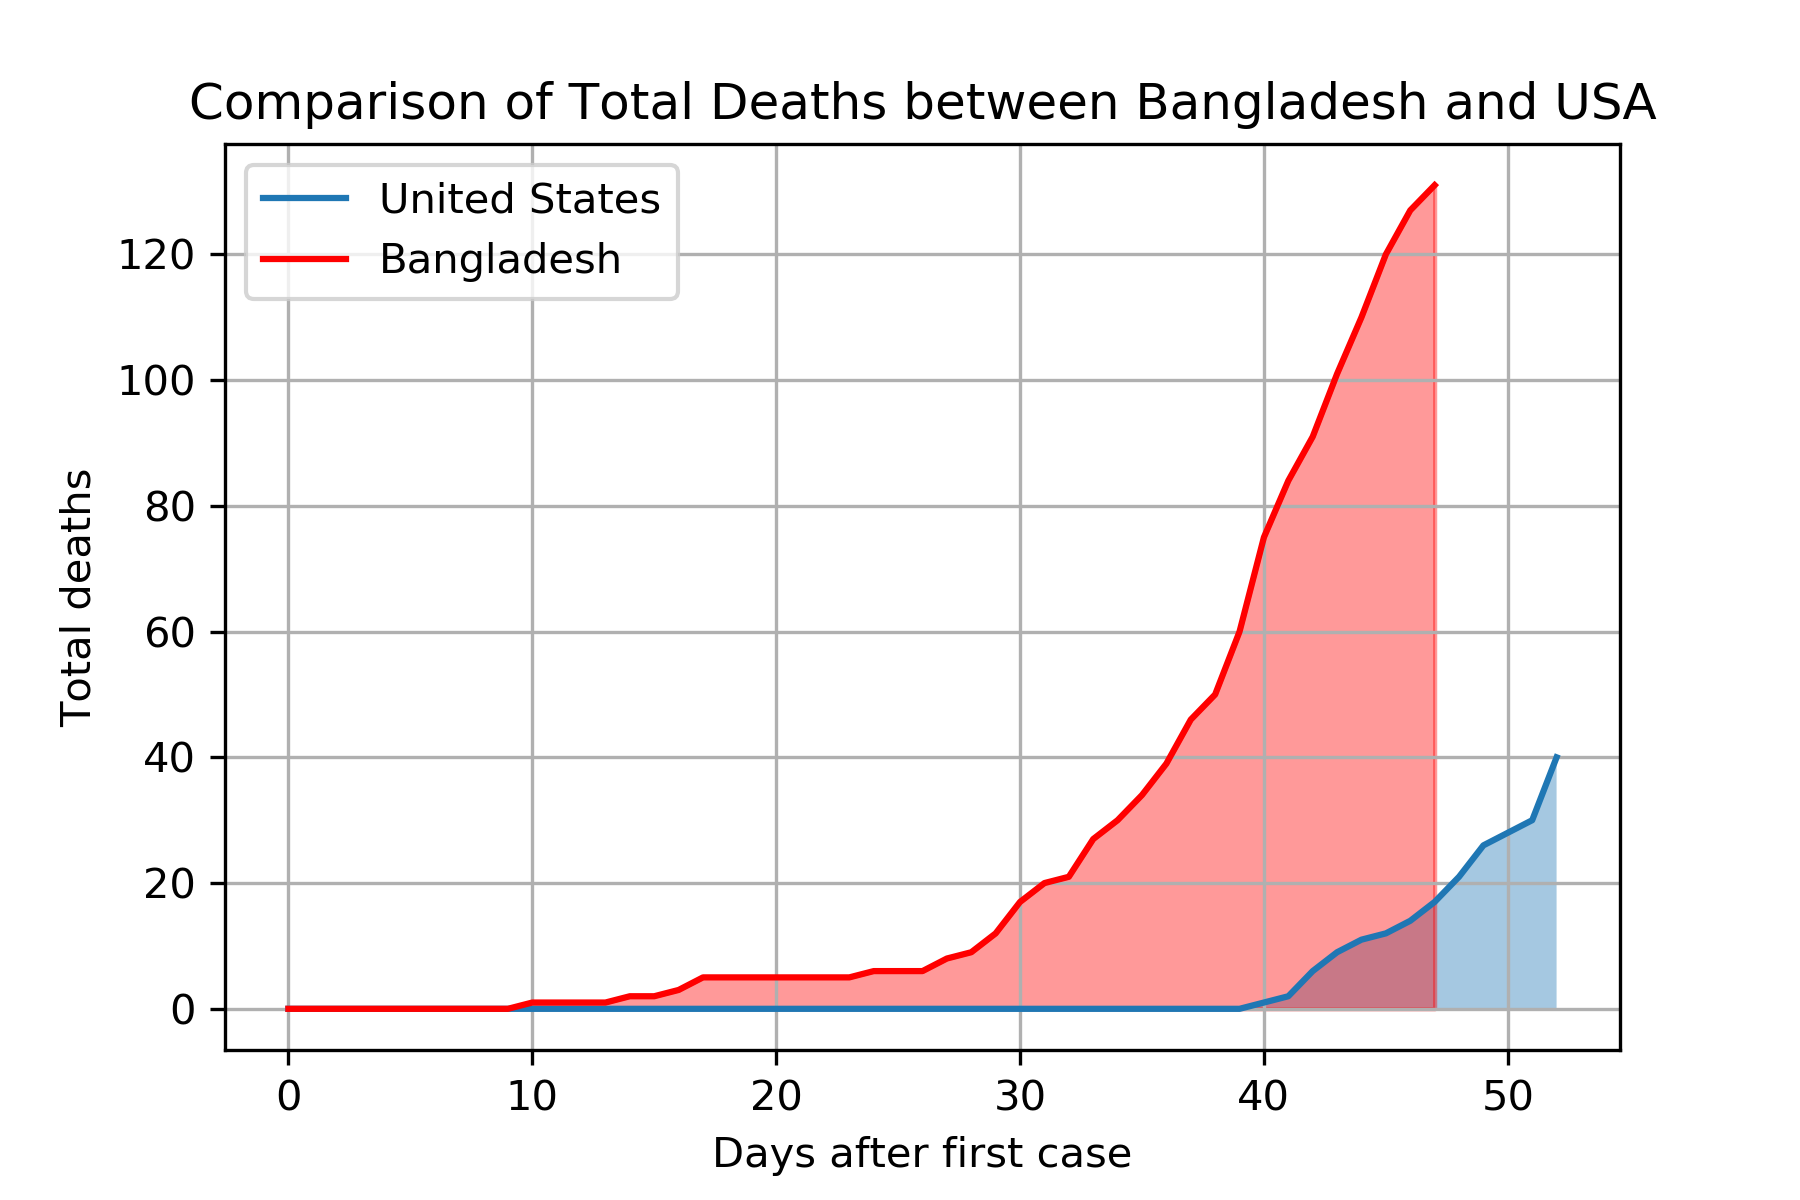 Comparison of Total Deaths between Bangladesh and USA
United States
Bangladesh
120
100
80
60
40
20
0
Total deaths
0 10 20 30 40 50
Days after first case